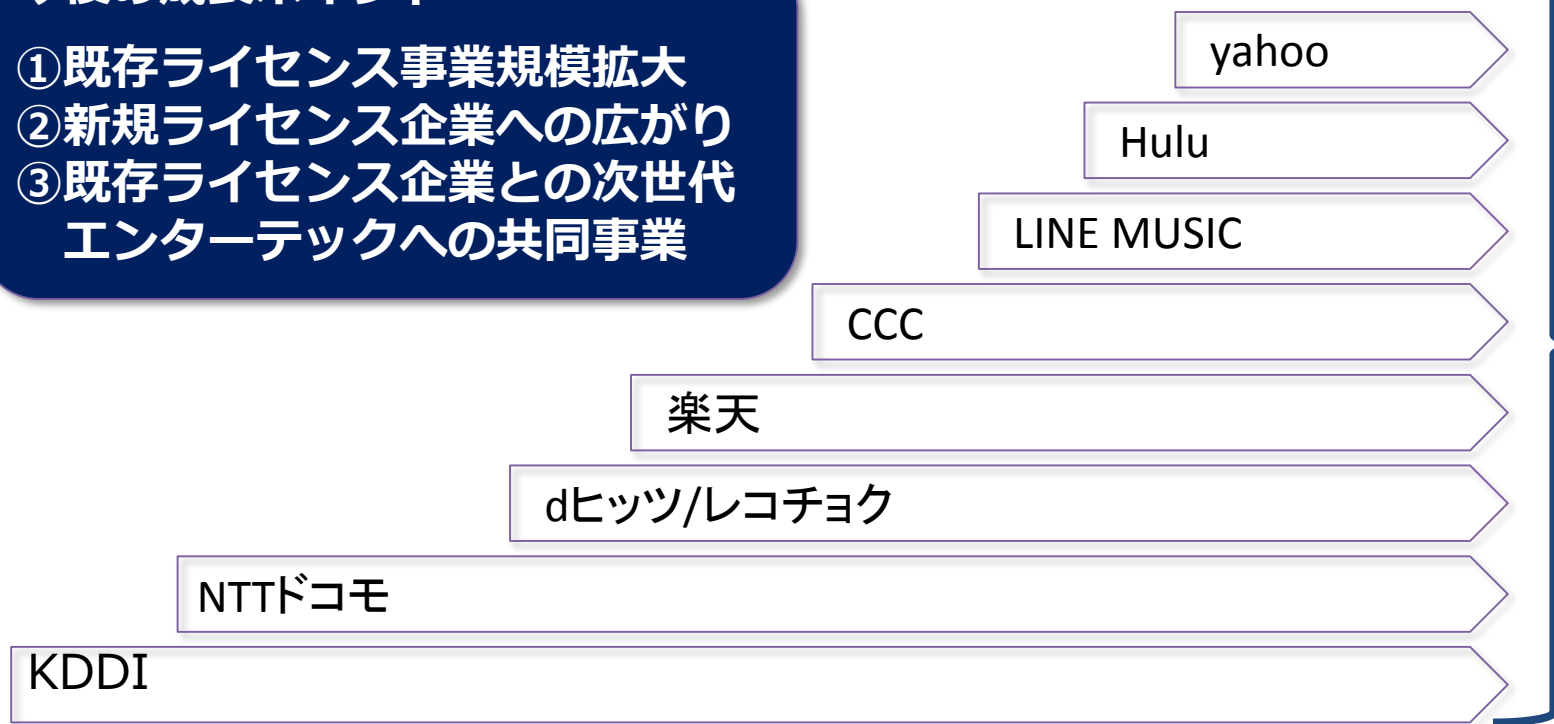 ①既存ライセンス事業規模拡大
②新規ライセンス企業への広がり
③既存ライセンス企業との次世代
エンターテックへの共同事業
yahoo
Hulu
LINE MUSIC
CCC
楽天
dヒッツ/レコチョク
NTTドコモ
KDDI